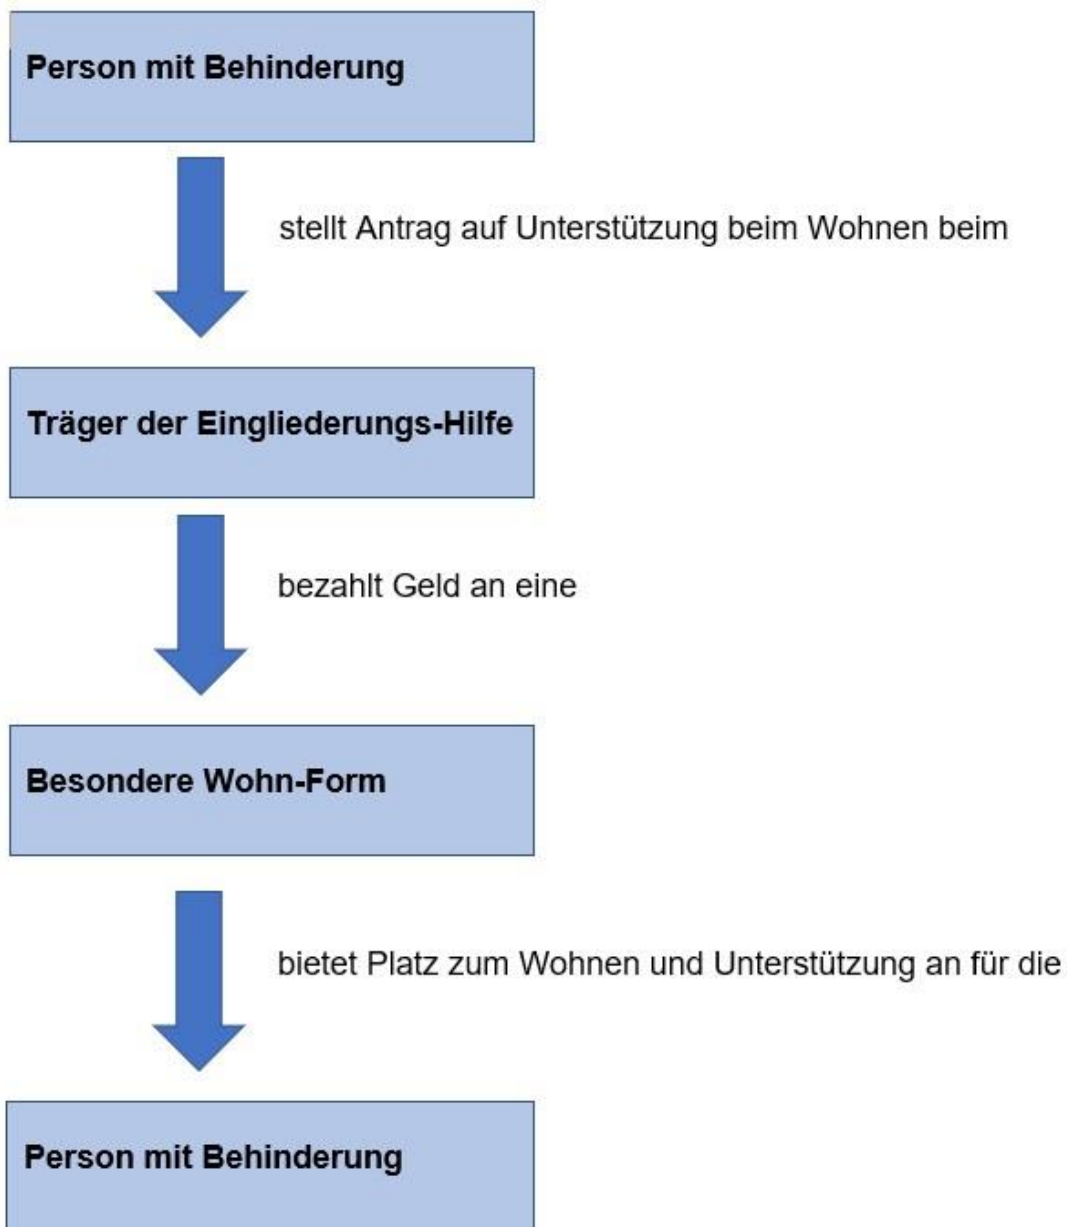 Person mit Behinderung
stellt Antrag auf Unterstützung beim Wohnen beim
Träger der Eingliederungs-Hilfe
bezahlt Geld an eine
Besondere Wohn-Form
bietet Platz zum Wohnen und Unterstützung an für die
Person mit Behinderung